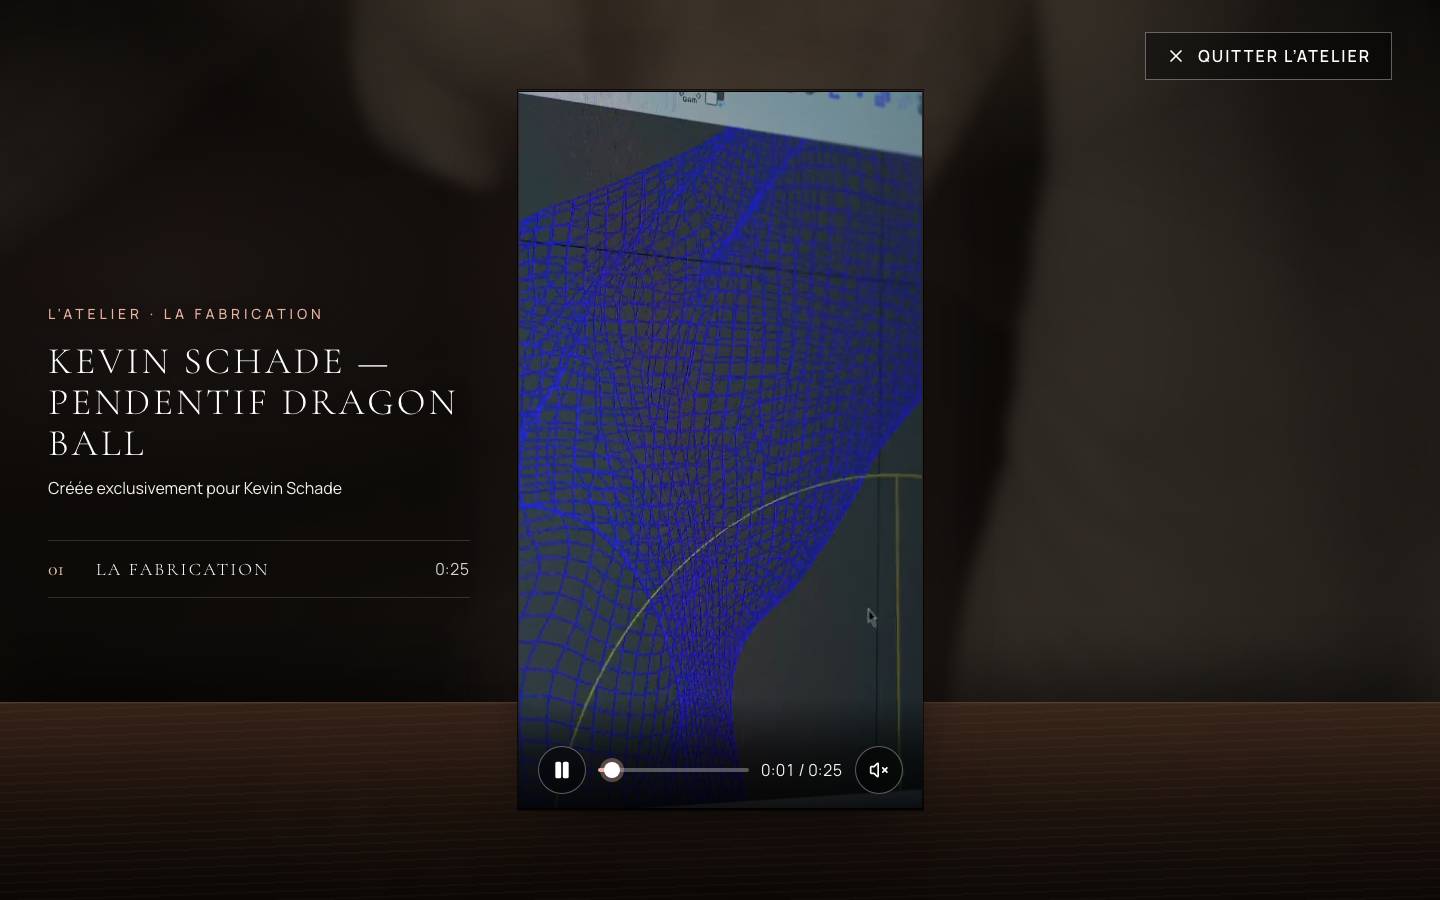 QUITTER L'ATELIER
L'ATELIER · LA FABRICATION
KEVIN SCHADE —
PENDENTIF DRAGON
BALL
Créée exclusivement pour Kevin Schade
01 LA FABRICATION 0:25
0:01 / 0:25